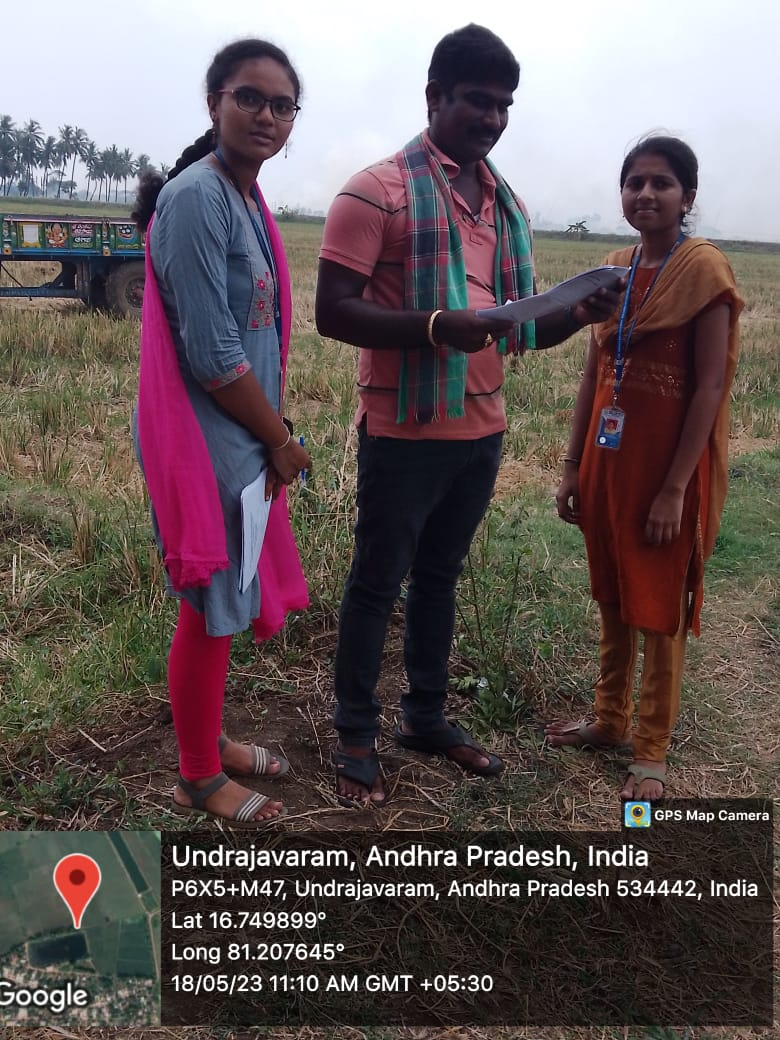 GPS Map Camera
Undrajavaram, Andhra Pradesh, India
P6X5+M47, Undrajavaram, Andhra Pradesh 534442, India
Lat 16.749899°
Long 81.207645°
18/05/23 11:10 AM GMT +05:30
Google